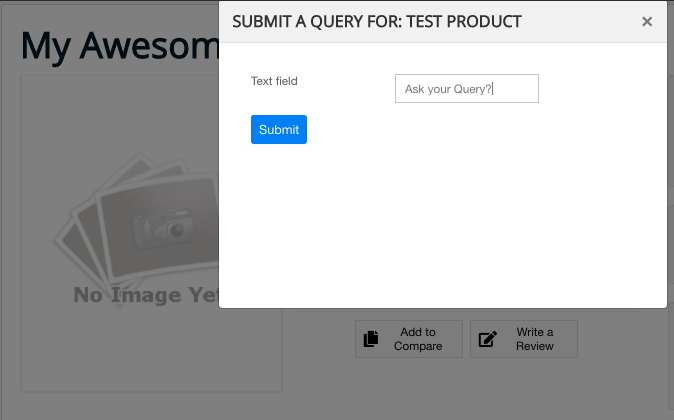 SUBMIT A QUERY FOR: TEST PRODUCT
×
My Awesom
Text field
Ask your Query?
Submit
No Image Yet
Add to
Compare
Write a
Review